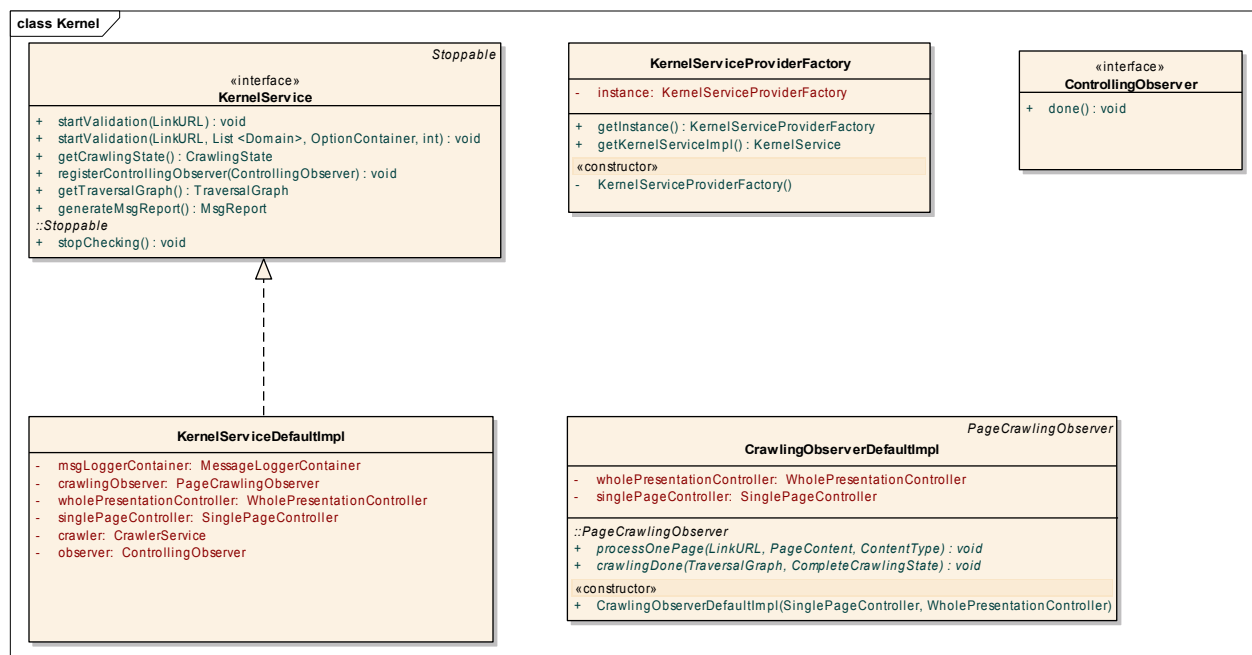 class Kernel
Stoppable
«interface»
KernelService
+ startValidation(LinkURL) : void
+ startValidation(LinkURL, List <Domain>, OptionContainer, int) : void
+ getCrawlingState() : CrawlingState
+ registerControllingObserver(ControllingObserver) : void
+ getTraversalGraph() : TraversalGraph
+ generateMsgReport() : MsgReport
::Stoppable
+ stopChecking() : void
KernelServiceProviderFactory
- instance: KernelServiceProviderFactory
+ getInstance() : KernelServiceProviderFactory
+ getKernelServiceImpl() : KernelService
«constructor»
- KernelServiceProviderFactory()
«interface»
ControllingObserver
+ done() : void
KernelServiceDefaultImpl
- msgLoggerContainer: MessageLoggerContainer
- crawlingObserver: PageCrawlingObserver
- wholePresentationController: WholePresentationController
- singlePageController: SinglePageController
- crawler: CrawlerService
- observer: ControllingObserver
PageCrawlingObserver
CrawlingObserverDefaultImpl
- wholePresentationController: WholePresentationController
- singlePageController: SinglePageController
::PageCrawlingObserver
+ processOnePage(LinkURL, PageContent, ContentType) : void
+ crawlingDone(TraversalGraph, CompleteCrawlingState) : void
«constructor»
+ CrawlingObserverDefaultImpl(SinglePageController, WholePresentationController)